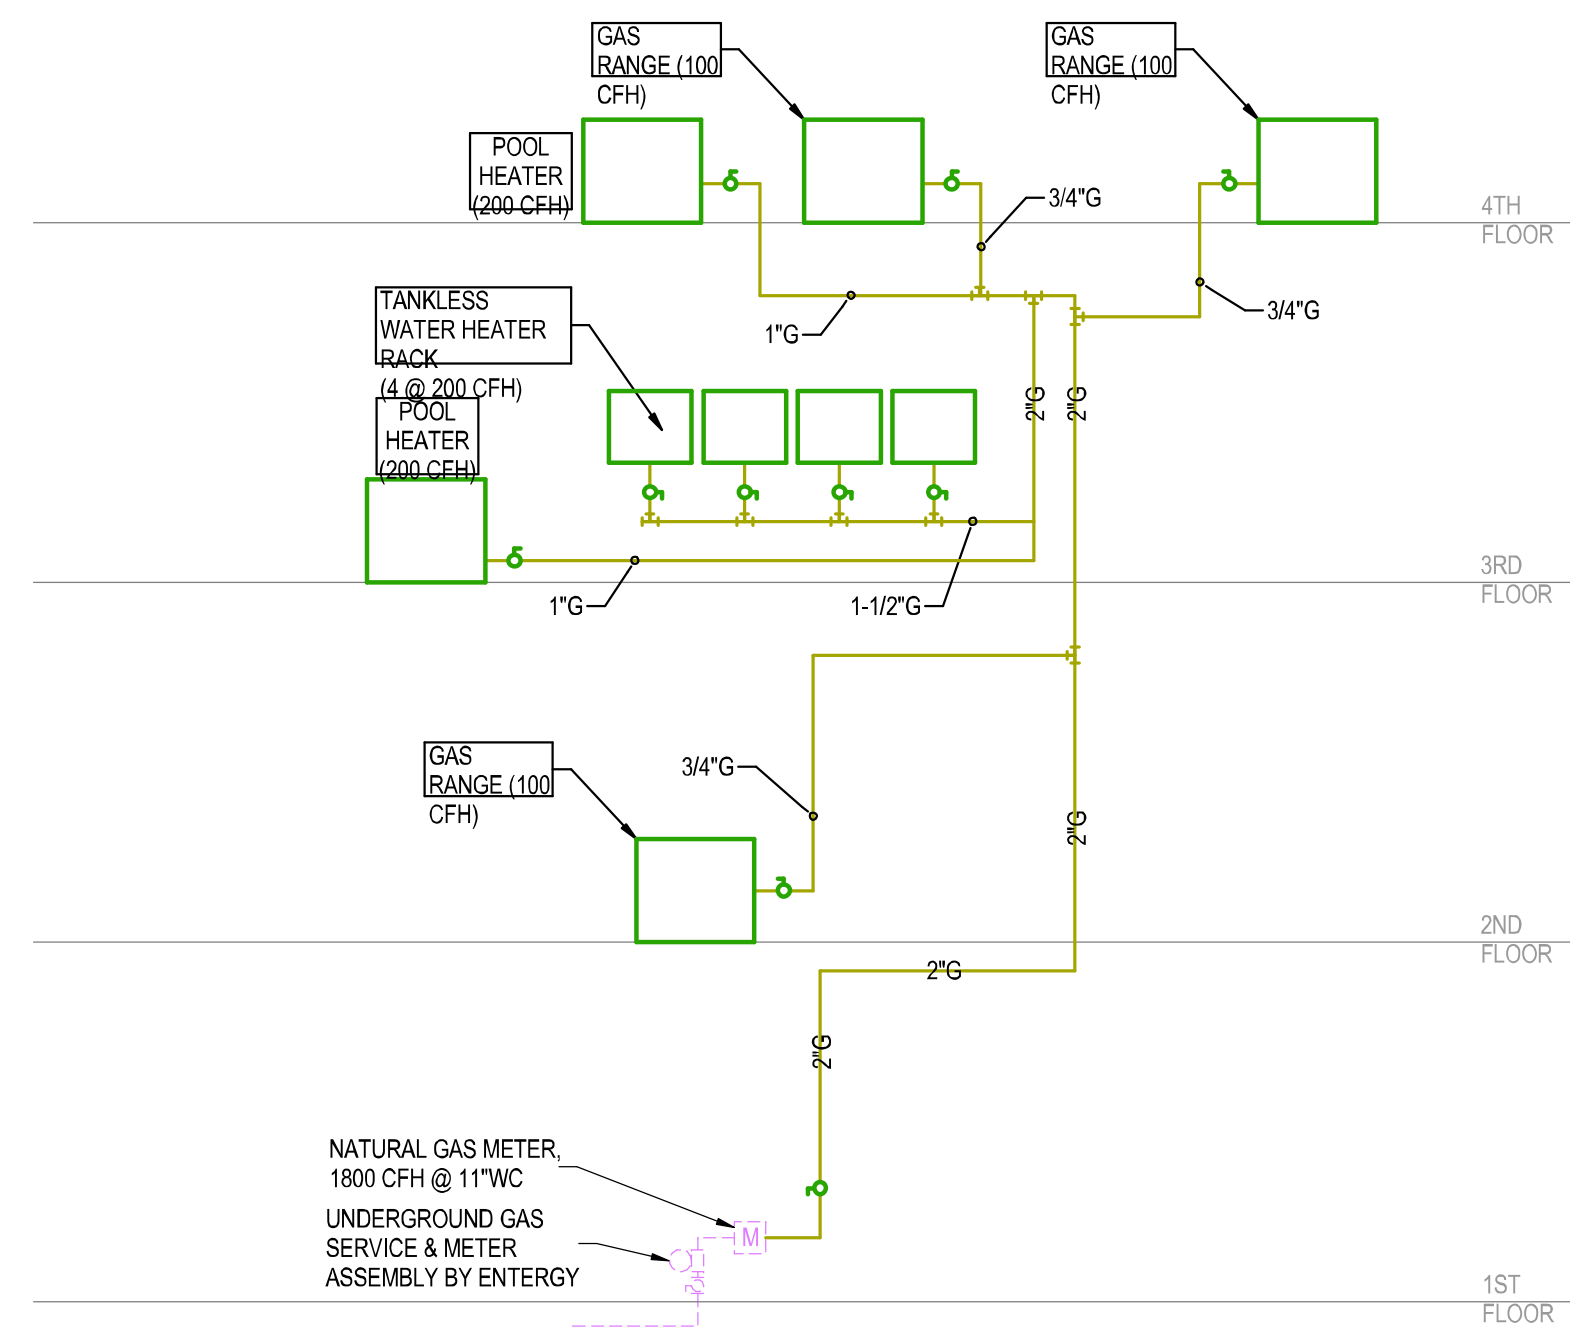 GAS
RANGE (100
CFH)
GAS
RANGE (100
CFH)
POOL
HEATER
(200 CFH)
3/4"G
4TH
FLOOR
TANKLESS
WATER HEATER
RACK
(4 @ 200 CFH)
1"G
3/4"G
2"G
2"G
POOL
HEATER
(200 CFH)
1"G
1-1/2"G
3RD
FLOOR
GAS
RANGE (100
CFH)
3/4"G
2"G
2ND
FLOOR
2"G
2"G
NATURAL GAS METER,
1800 CFH @ 11"WC
UNDERGROUND GAS
SERVICE & METER
ASSEMBLY BY ENTERGY
M
1ST
FLOOR